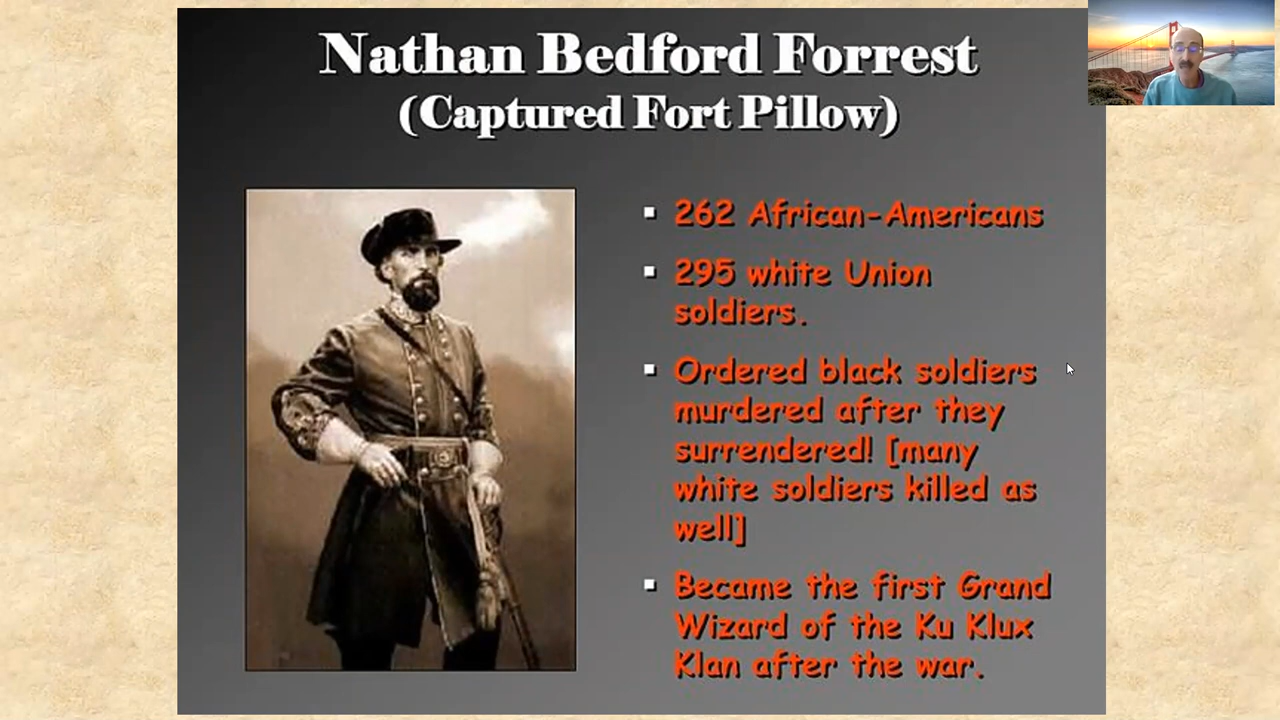 Nathan Bedford Forrest
(Captured Fort Pillow)
262 African-Americans
295 white Union
soldiers.
Ordered black soldiers
murdered after they
surrendered! [many
white soldiers killed as
well]
Became the first Grand
Wizard of the Ku Klux
Klan after the war.